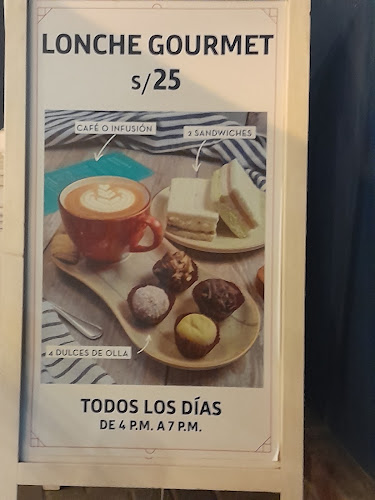 LONCHE GOURMET
S/25
CAFÉ O INFUSIÓN
2 SANDWICHES
4 DULCES DE OLLA
TODOS LOS DÍAS
DE 4 P.M. A 7 P.M.